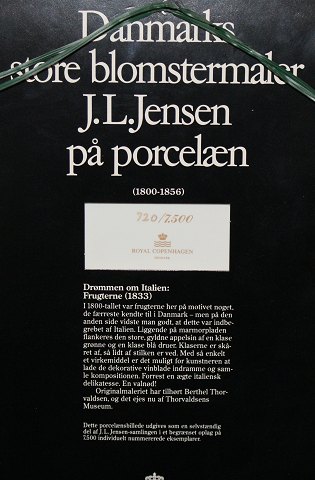 Danmarks
store blomstermaler
J.L.Jensen
på porcelæn
(1800-1856)
920/7.500
ROYAL COPENHAGEN
DENMARK
Drømmen om Italien:
Frugterne (1833)
I 1800-tallet var frugterne her på motivet noget,
de færreste kendte til i Danmark – men på den
anden side vidste man godt, at dette var indbe-
grebet af Italien. Liggende på marmorpladen
flankeres den store, gyldne appelsin af en klase
grønne og en klase blå druer. Klaserne er skå-
ret af, så lidt af stilken er ved. Med så enkelt
et virkemiddel er det muligt for kunstneren at
lade de dekorative vinblade indramme og sam-
le kompositionen. Forrest en ægte italiensk
delikatesse. En valnød!
Originalmaleriet har tilhørt Berthel Thor-
valdsen, og det ejes nu af Thorvaldsens
Museum.
Dette porcelænsbillede udgives som en selvstændig
del af J.L. Jensen-samlingen i et begrænset oplag på
7.500 individuelt nummererede eksemplarer.